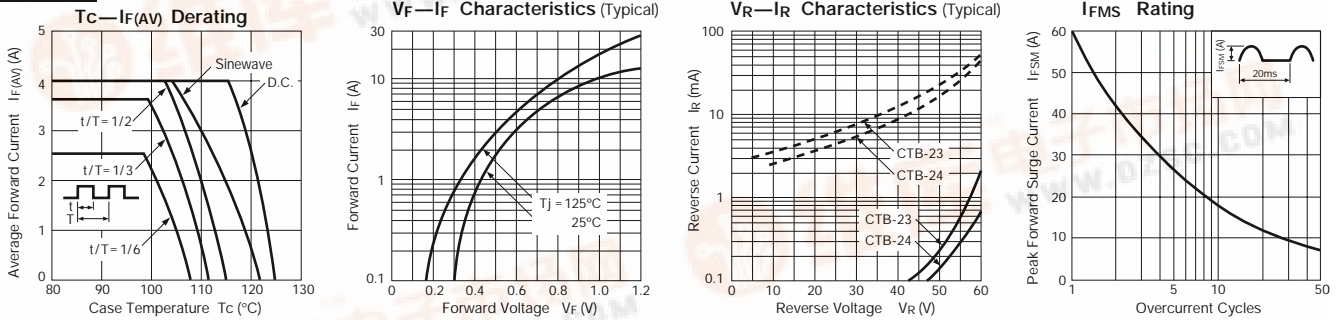 Tc—IF(AV) Derating
Average Forward Current IF(AV) (A)
5
4
3
2
1
0
Sinewave
D.C.
t/T=1/2
t/T=1/3
t
T
t/T=1/6
80 90 100 110 120 130
Case Temperature Tc (°C)
VF—IF Characteristics (Typical)
Forward Current IF (A)
30
10
1
0.1
Tj = 125°C
25°C
0 0.2 0.4 0.6 0.8 1.0 1.2
Forward Voltage VF (V)
VR—IR Characteristics (Typical)
Reverse Current IR (mA)
100
10
1
0.1
CTB-23
CTB-24
CTB-23
CTB-24
0 10 20 30 40 50 60
Reverse Voltage VR (V)
IFMS Rating
Peak Forward Surge Current IFSM (A)
60
50
40
30
20
10
0
IFSM (A)
20ms
1 5 10 50
Overcurrent Cycles